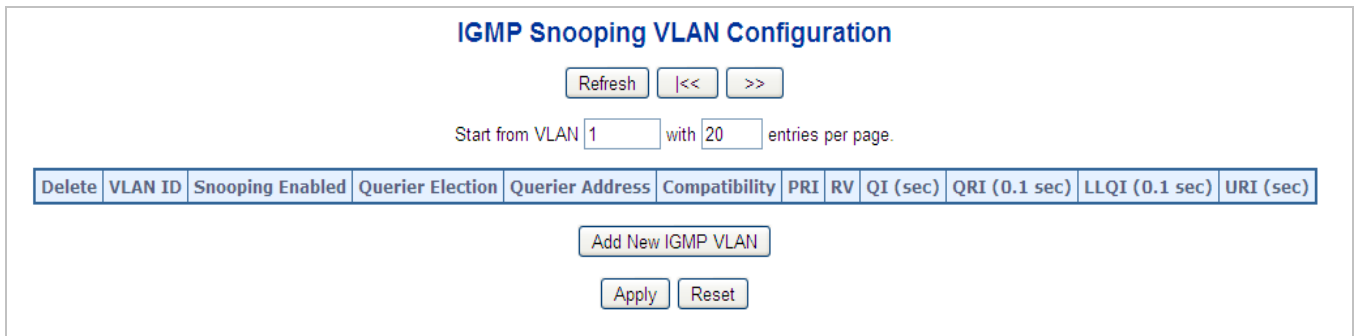 IGMP Snooping VLAN Configuration
Refresh |<< >>
Start from VLAN 1 with 20 entries per page.
Delete VLAN ID Snooping Enabled Querier Election Querier Address Compatibility PRI RV QI (sec) QRI (0.1 sec) LLQI (0.1 sec) URI (sec)
Add New IGMP VLAN
Apply Reset